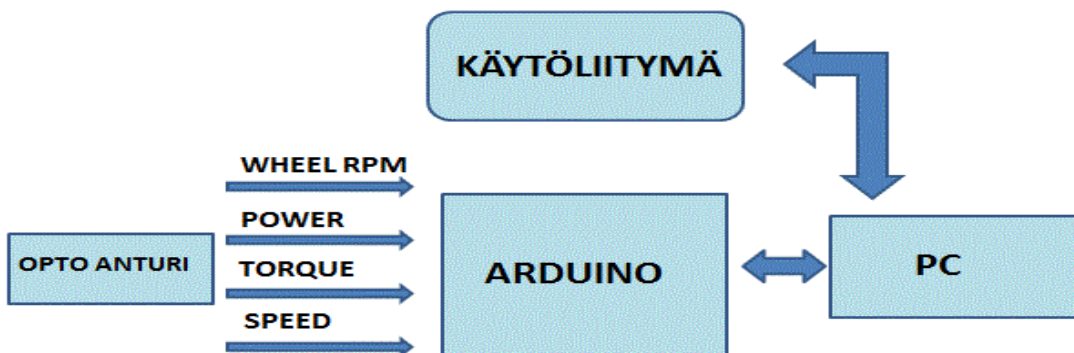 KÄYTÖLIITYMÄ
WHEEL RPM
POWER
OPTO ANTURI
TORQUE
SPEED
ARDUINO
PC